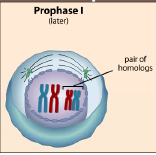 Prophase I
(later)
pair of
homologs